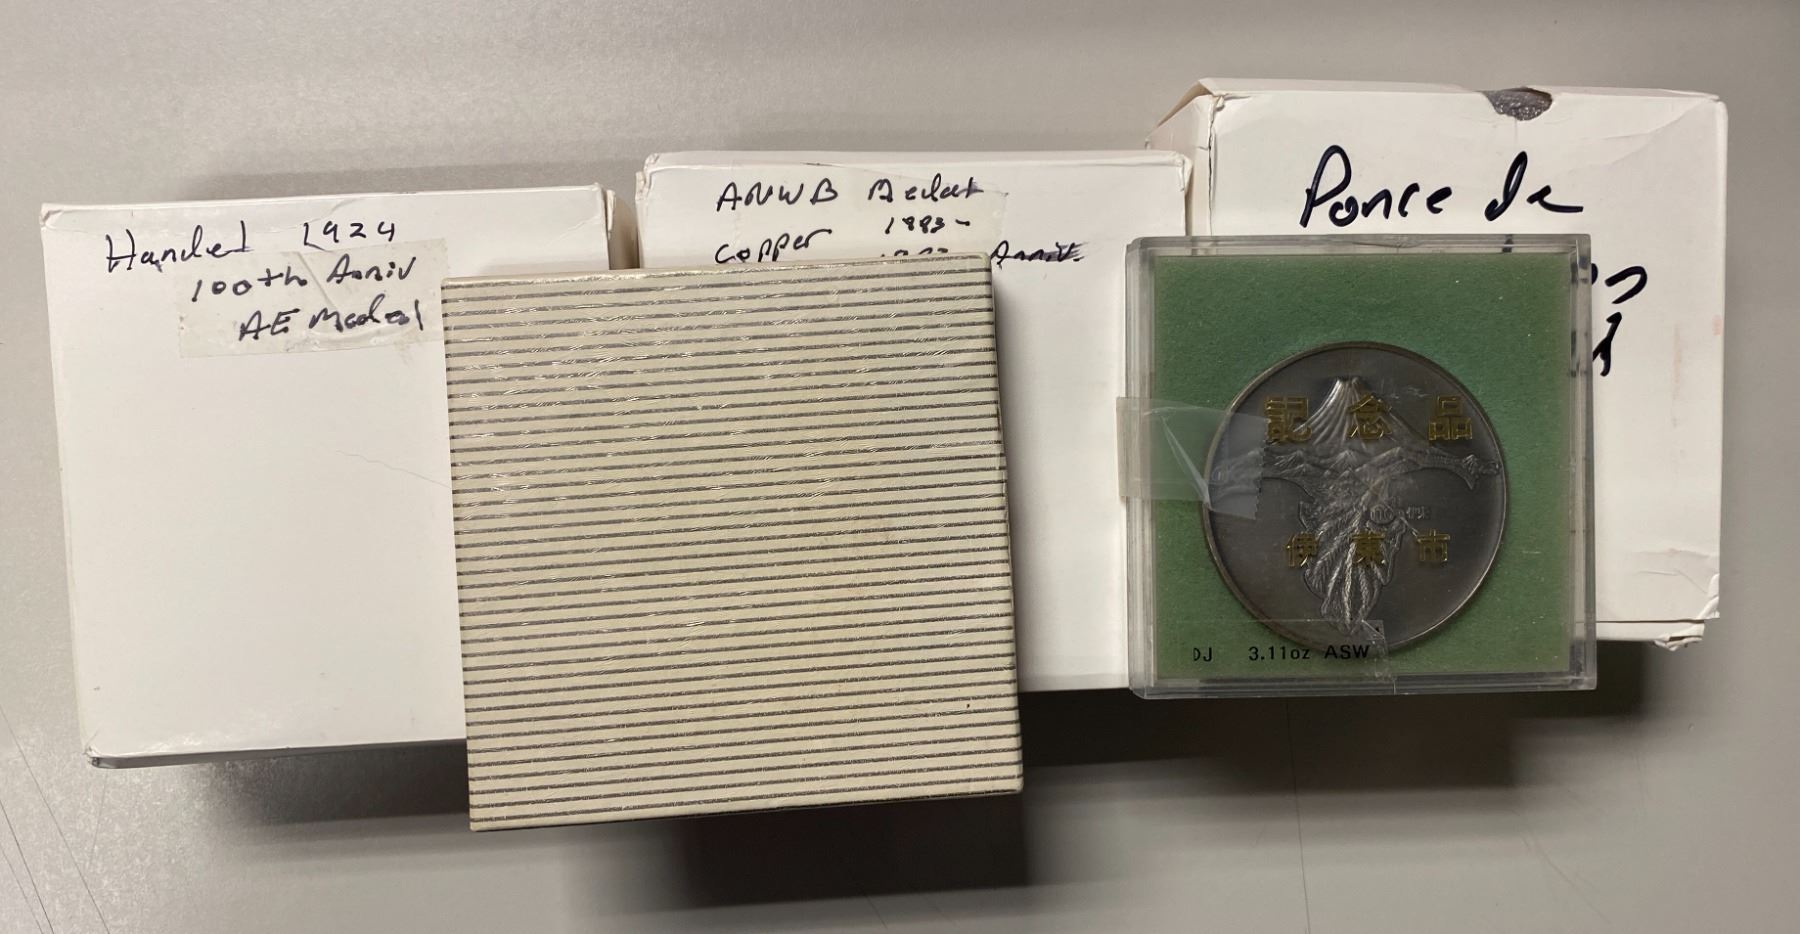 Handel 1924
100th Anniv
AE Medal
ANWB Medal
1883-
Copper
Anniv.
Ponce de
記念品
伊東市
DJ 3.11oz ASW